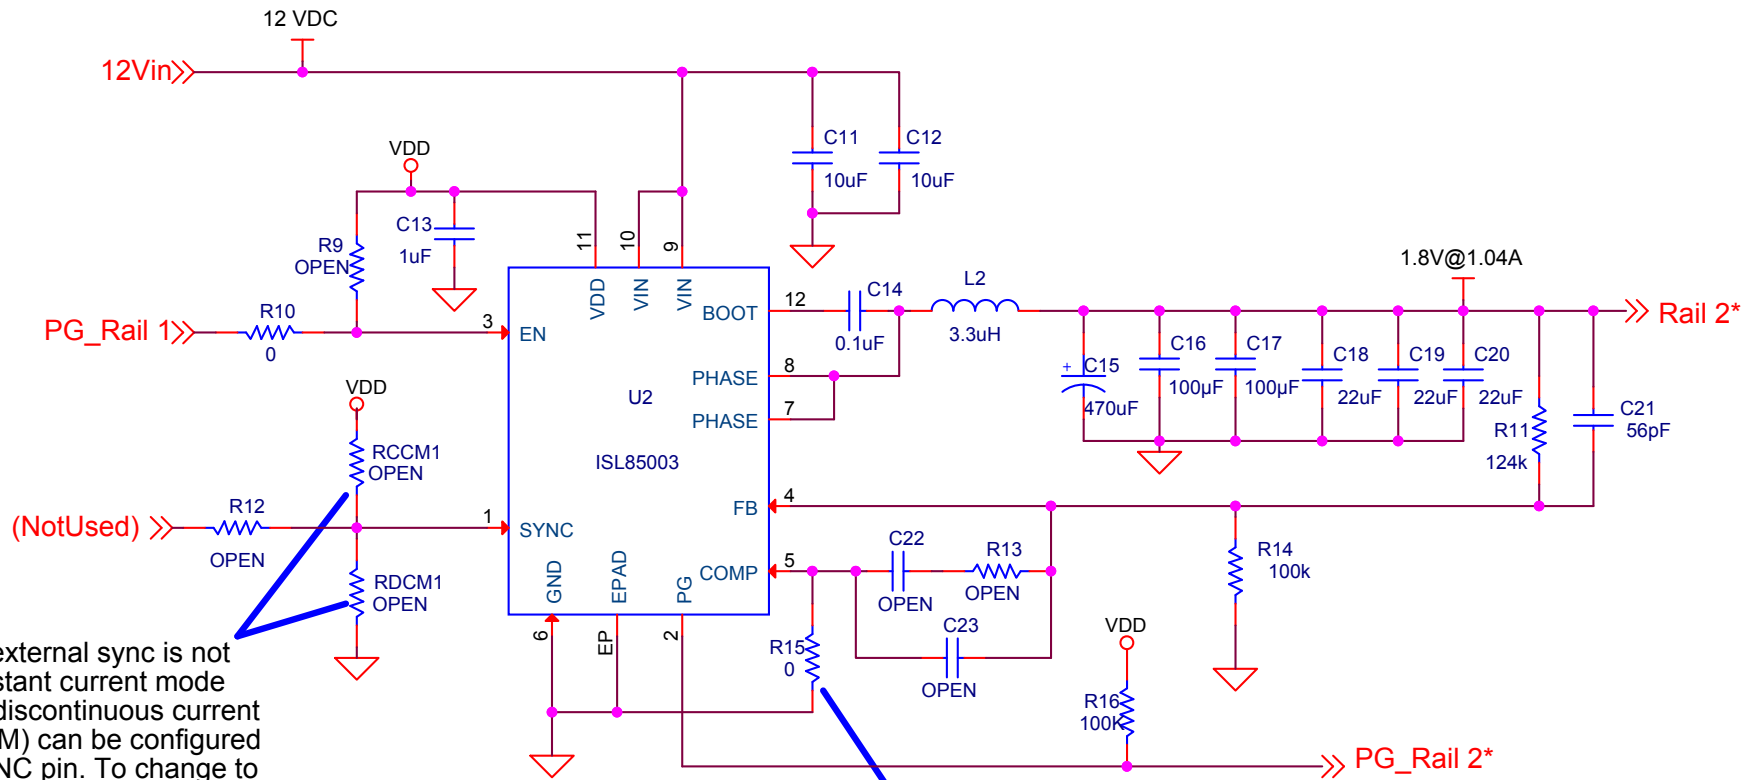 12 VDC
12Vin
VDD
C11
10uF
C12
10uF
C13
1uF
R9
OPEN
11
10
9
1.8V@1.04A
PG_Rail 1
R10
0
3
EN
VDD
VIN
VIN
BOOT
12
C14
0.1uF
L2
3.3uH
Rail 2*
PHASE
8
PHASE
7
U2
ISL85003
+
C15
470uF
C16
100µF
C17
100µF
C18
22uF
C19
22uF
C20
22uF
R11
124k
C21
56pF
VDD
RCCM1
OPEN
(NotUsed)
R12
OPEN
1
SYNC
RDCM1
OPEN
FB
4
COMP
5
GND
EPAD
PG
6
EP
2
C22
OPEN
R13
OPEN
C23
OPEN
R14
100k
R15
0
VDD
R16
100K
PG_Rail 2*
external sync is not
stant current mode
discontinuous current
M) can be configured
NC pin. To change to